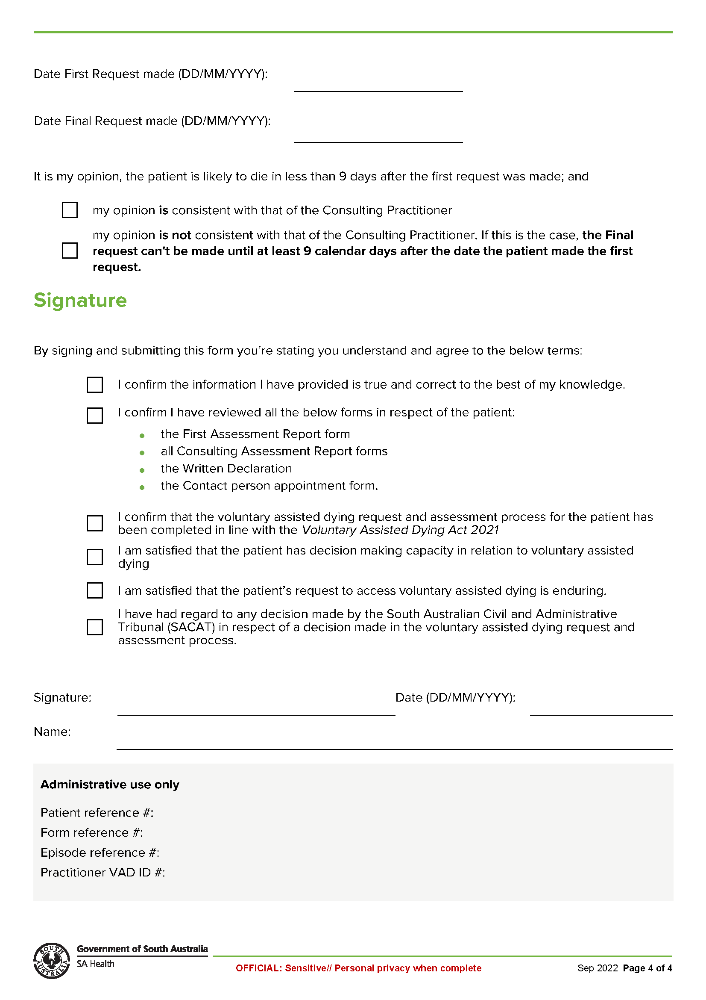 Date First Request made (DD/MM/YYYY):
Date Final Request made (DD/MM/YYYY):
It is my opinion, the patient is likely to die in less than 9 days after the first request was made; and
my opinion is consistent with that of the Consulting Practitioner
my opinion is not consistent with that of the Consulting Practitioner. If this is the case, the Final
request can't be made until at least 9 calendar days after the date the patient made the first
request.
Signature
By signing and submitting this form you’re stating you understand and agree to the below terms:
I confirm the information I have provided is true and correct to the best of my knowledge.
I confirm I have reviewed all the below forms in respect of the patient:
• the First Assessment Report form
• all Consulting Assessment Report forms
• the Written Declaration
• the Contact person appointment form.
I confirm that the voluntary assisted dying request and assessment process for the patient has
been completed in line with the Voluntary Assisted Dying Act 2021
I am satisfied that the patient has decision making capacity in relation to voluntary assisted
dying
I am satisfied that the patient’s request to access voluntary assisted dying is enduring.
I have had regard to any decision made by the South Australian Civil and Administrative
Tribunal (SACAT) in respect of a decision made in the voluntary assisted dying request and
assessment process.
Signature: Date (DD/MM/YYYY):
Name:
Administrative use only
Patient reference #:
Form reference #:
Episode reference #:
Practitioner VAD ID #:
SOUTH AUSTRALIA
Government of South Australia
SA Health
OFFICIAL: Sensitive// Personal privacy when complete
Sep 2022 Page 4 of 4